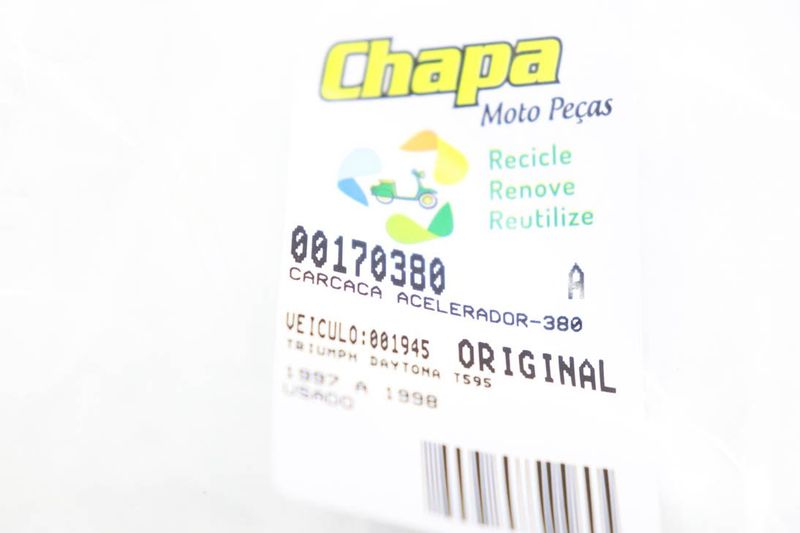 Chapa
Moto Peças
Recicle
Renove
Reutilize
00170380 A
CARCACA ACELERADOR-380
VEICULO:001945 ORIGINAL
TRIUMPH DAYTONA T595
1997 A 1998
USADO